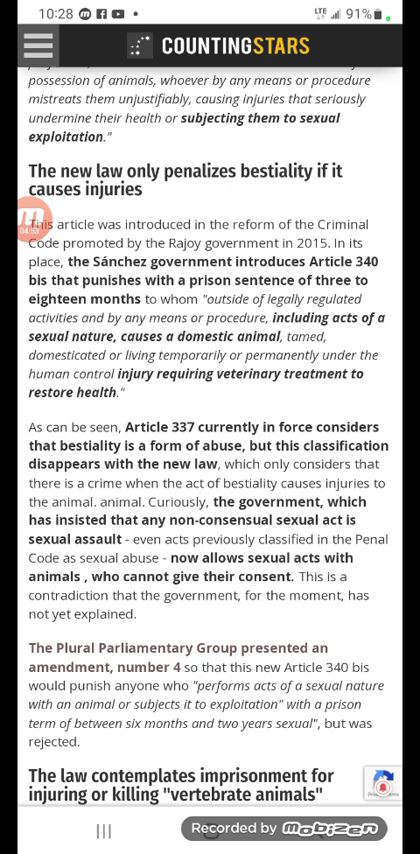 10:28
LTE
91%
COUNTINGSTARS
possession of animals, whoever by any means or procedure
mistreats them unjustifiably, causing injuries that seriously
undermine their health or subjecting them to sexual
exploitation."
The new law only penalizes bestiality if it
causes injuries
04:53
This article was introduced in the reform of the Criminal
Code promoted by the Rajoy government in 2015. In its
place, the Sánchez government introduces Article 340
bis that punishes with a prison sentence of three to
eighteen months to whom "outside of legally regulated
activities and by any means or procedure, including acts of a
sexual nature, causes a domestic animal, tamed,
domesticated or living temporarily or permanently under the
human control injury requiring veterinary treatment to
restore health."
As can be seen, Article 337 currently in force considers
that bestiality is a form of abuse, but this classification
disappears with the new law, which only considers that
there is a crime when the act of bestiality causes injuries to
the animal. animal. Curiously, the government, which
has insisted that any non-consensual sexual act is
sexual assault - even acts previously classified in the Penal
Code as sexual abuse - now allows sexual acts with
animals , who cannot give their consent. This is a
contradiction that the government, for the moment, has
not yet explained.
The Plural Parliamentary Group presented an
amendment, number 4 so that this new Article 340 bis
would punish anyone who "performs acts of a sexual nature
with an animal or subjects it to exploitation" with a prison
term of between six months and two years sexual", but was
rejected.
The law contemplates imprisonment for
injuring or killing "vertebrate animals"
Recorded by mobizen